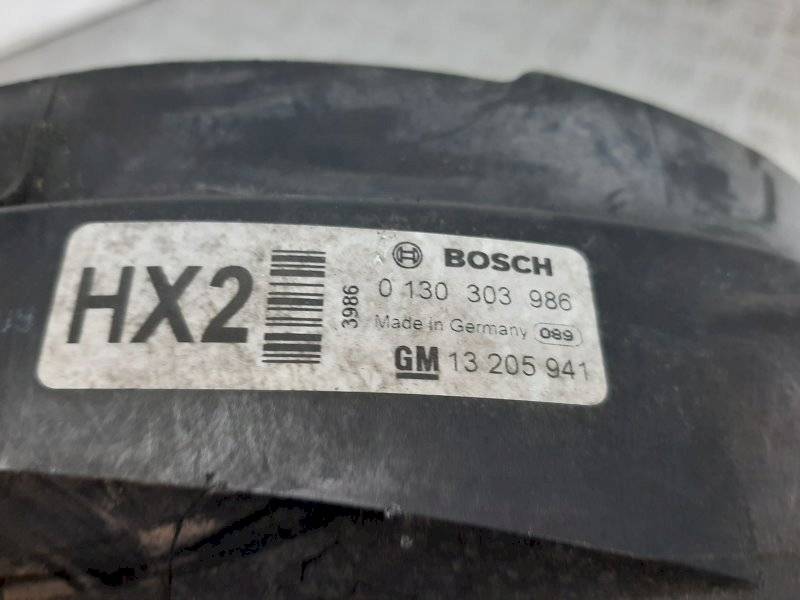 HX2
3986
BOSCH
0 130 303 986
Made in Germany 089
GM 13 205 941